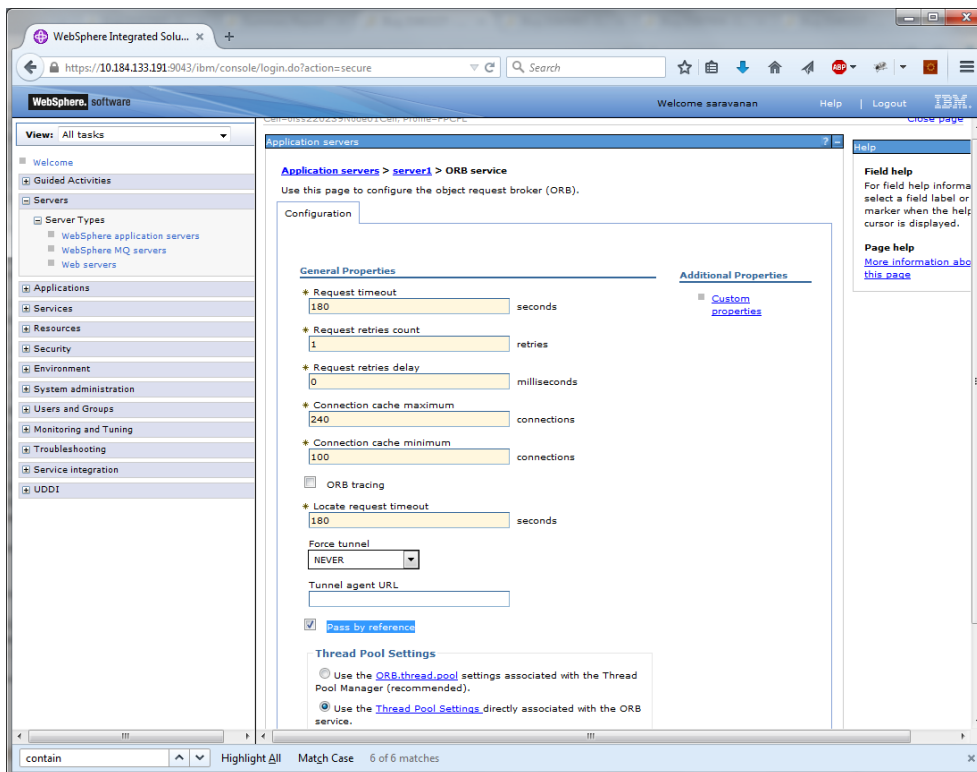 WebSphere Integrated Solu...
https://10.184.133.191:9043/ibm/console/login.do?action=secure
Search
ABP
WebSphere. software
Welcome saravanan
Help | Logout
IBM.
View: All tasks
Welcome
Guided Activities
Servers
Server Types
WebSphere application servers
WebSphere MQ servers
Web servers
Applications
Services
Resources
Security
Environment
System administration
Users and Groups
Monitoring and Tuning
Troubleshooting
Service integration
UDDI
Close page
Application servers
? -
Application servers > server1 > ORB service
Use this page to configure the object request broker (ORB).
Configuration
General Properties
* Request timeout
180 seconds
* Request retries count
1 retries
* Request retries delay
0 milliseconds
* Connection cache maximum
240 connections
* Connection cache minimum
100 connections
ORB tracing
* Locate request timeout
180 seconds
Force tunnel
NEVER
Tunnel agent URL
Pass by reference
Thread Pool Settings
Use the ORB.thread.pool settings associated with the Thread
Pool Manager (recommended).
Use the Thread Pool Settings directly associated with the ORB
service.
Additional Properties
Custom
properties
Help
Field help
For field help informa
select a field label or
marker when the help
cursor is displayed.
Page help
More information abo
this page
contain
Highlight All
Match Case
6 of 6 matches